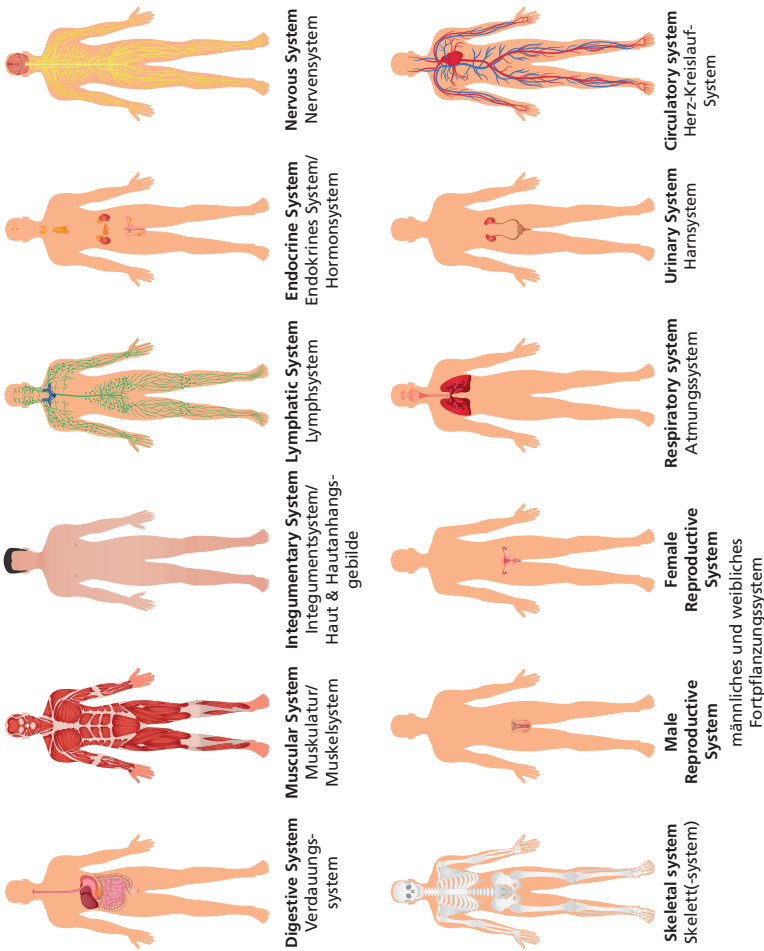 Digestive System
Verdauungs-
system
Muscular System
Muskulatur/
Muskelsystem
Integumentary System
Integumentsystem/
Haut & Hautanhangs-
gebilde
Lymphatic System
Lymphsystem
Endocrine System
Endokrines System/
Hormonsystem
Nervous System
Nervensystem
Skeletal system
Skelett(-system)
Male
Reproductive
System
Female
Reproductive
System
männliches und weibliches
Fortpflanzungssystem
Respiratory system
Atmungssystem
Urinary System
Harnsystem
Circulatory system
Herz-Kreislauf-
System